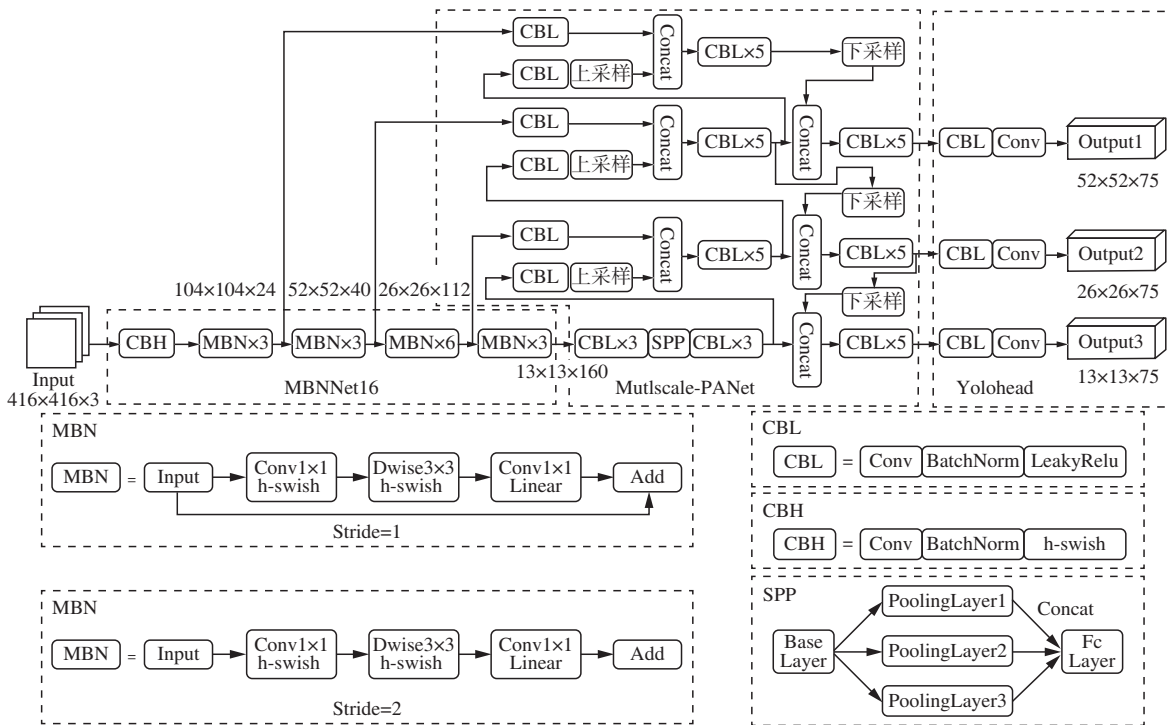 CBL
Concat
CBL×5
下采样
CBL
上采样
CBL
Concat
CBL×5
Concat
CBL×5
CBL
Conv
Output1
52×52×75
CBL
上采样
下采样
CBL
Concat
CBL×5
Concat
CBL×5
CBL
Conv
Output2
26×26×75
CBL
上采样
下采样
104×104×24
52×52×40
26×26×112
Input
416×416×3
CBH
MBN×3
MBN×3
MBN×6
MBN×3
13×13×160
MBNNet16
CBL×3
SPP
CBL×3
Concat
CBL×5
Mutlscale-PANet
CBL
Conv
Output3
13×13×75
Yolohead
MBN
MBN
=
Input
Conv1×1
h-swish
Dwise3×3
h-swish
Conv1×1
Linear
Add
Stride=1
MBN
MBN
=
Input
Conv1×1
h-swish
Dwise3×3
h-swish
Conv1×1
Linear
Add
Stride=2
CBL
CBL
=
Conv
BatchNorm
LeakyRelu
CBH
CBH
=
Conv
BatchNorm
h-swish
SPP
Base
Layer
PoolingLayer1
PoolingLayer2
PoolingLayer3
Concat
Fc
Layer